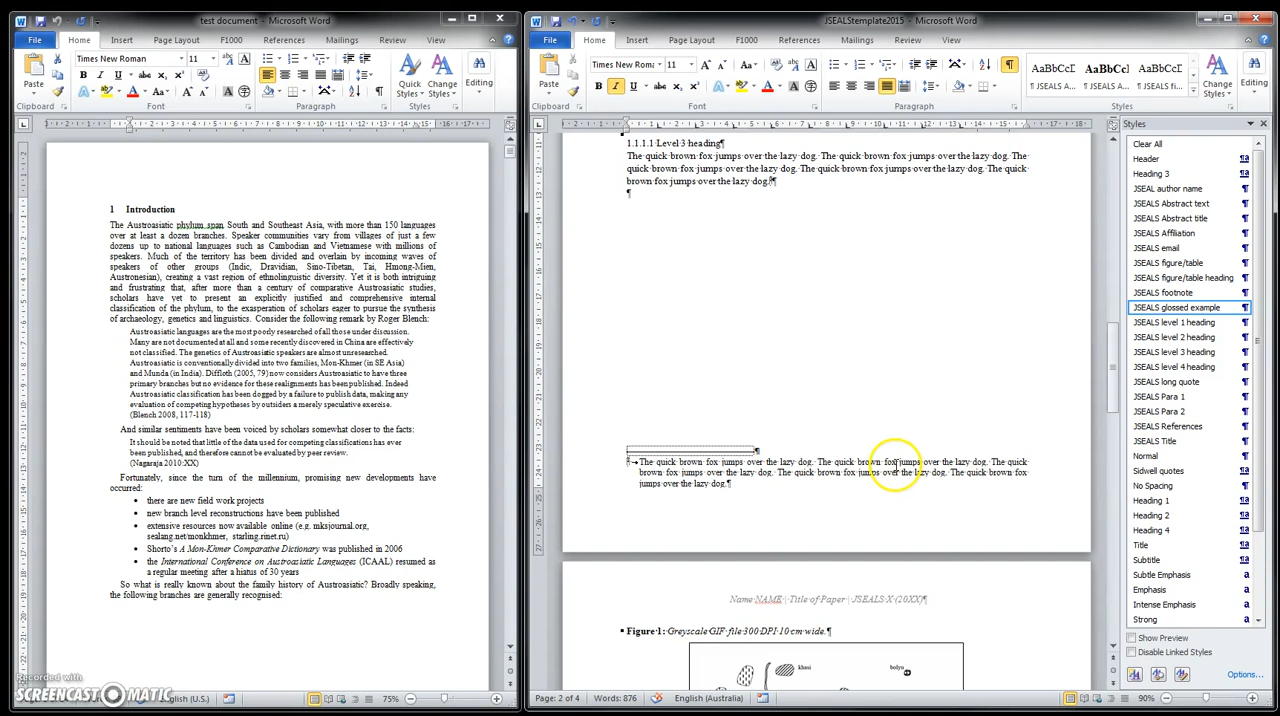 test document - Microsoft Word
File Home Insert Page Layout F1000 References Mailings Review View
Times New Roman 11
Paste
Quick Styles
Change Styles
Editing
Clipboard Font Paragraph Styles
1 Introduction
The Austroasiatic phylum span South and Southeast Asia, with more than 150 languages
over at least a dozen branches. Speaker communities vary from villages of just a few
dozens up to national languages such as Cambodian and Vietnamese with millions of
speakers. Much of the territory has been divided and overlain by incoming waves of
speakers of other groups (Indic, Dravidian, Sino-Tibetan, Tai, Hmong-Mien,
Austronesian), creating a vast region of ethnolinguistic diversity. Yet it is both intriguing
and frustrating that, after more than a century of comparative Austroasiatic studies,
scholars have yet to present an explicitly justified and comprehensive internal
classification of the phylum, to the exasperation of scholars eager to pursue the synthesis
of archaeology, genetics and linguistics. Consider the following remark by Roger Blench:
Austroasiatic languages are the most poorly researched of all those under discussion.
Many are not documented at all and some recently discovered in China are effectively
not classified. The genetics of Austroasiatic speakers are almost unresearched.
Austroasiatic is conventionally divided into two families, Mon-Khmer (in SE Asia)
and Munda (in India). Diffloth (2005, 79) now considers Austroasiatic to have three
primary branches but no evidence for these realignments has been published. Indeed
Austroasiatic classification has been dogged by a failure to publish data, making any
evaluation of competing hypotheses by outsiders a merely speculative exercise.
(Blench 2008, 117-118)
And similar sentiments have been voiced by scholars somewhat closer to the facts:
It should be noted that little of the data used for competing classifications has ever
been published, and therefore cannot be evaluated by peer review.
(Nagaraja 2010:XX)
Fortunately, since the turn of the millennium, promising new developments have
occurred:
• there are new field work projects
• new branch level reconstructions have been published
• extensive resources now available online (e.g. mksjournal.org,
sealang.net/monkhmer, starling.rinet.ru)
• Shorto's A Mon-Khmer Comparative Dictionary was published in 2006
• the International Conference on Austroasiatic Languages (ICAAL) resumed as
a regular meeting after a hiatus of 30 years
So what is really known about the family history of Austroasiatic? Broadly speaking,
the following branches are generally recognised:
Recorded with
SCREENCAST MATIC
English (U.S.) 75%
JSEALStemplate2015 - Microsoft Word
File Home Insert Page Layout F1000 References Mailings Review View
Times New Roman 11
Paste
AaBbCcD AaBbCc AaBbCcD
Change Styles
Editing
Clipboard Font Paragraph Styles
1.1.1.1 Level 3 heading¶
The quick brown fox jumps over the lazy dog. The quick brown fox jumps over the lazy dog. The
quick brown fox jumps over the lazy dog. The quick brown fox jumps over the lazy dog. The quick
brown fox jumps over the lazy dog.¶
¶
The quick brown fox jumps over the lazy dog. The quick brown fox jumps over the lazy dog. The quick
brown fox jumps over the lazy dog. The quick brown fox jumps over the lazy dog. The quick brown fox
jumps over the lazy dog.¶
Name NAME | Title of Paper | JSEALS X (20XX)¶
Figure 1: Greyscale GIF file 300 DPI 10 cm wide.¶
khasi bolyu
Page: 2 of 4 Words: 876 English (Australia) 90%
Styles
Clear All
Header
Heading 3
JSEAL author name
JSEALS Abstract text
JSEALS Abstract title
JSEALS Affiliation
JSEALS email
JSEALS figure/table
JSEALS figure/table heading
JSEALS footnote
JSEALS glossed example
JSEALS level 1 heading
JSEALS level 2 heading
JSEALS level 3 heading
JSEALS level 4 heading
JSEALS long quote
JSEALS Para 1
JSEALS Para 2
JSEALS References
JSEALS Title
Normal
Sidwell quotes
No Spacing
Heading 1
Heading 2
Heading 4
Title
Subtitle
Subtle Emphasis
Emphasis
Intense Emphasis
Strong
Show Preview
Disable Linked Styles
Options...